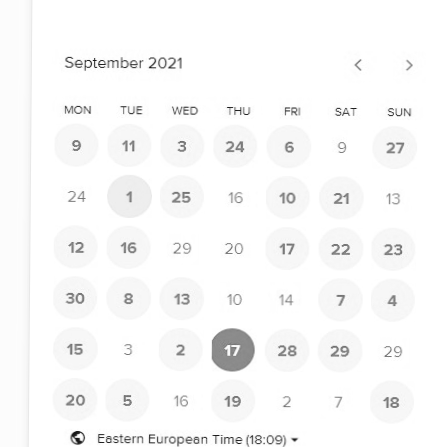 September 2021
MON TUE WED THU FRI SAT SUN
9 11 3 24 6 9 27
24 1 25 16 10 21 13
12 16 29 20 17 22 23
30 8 13 10 14 7 4
15 3 2 17 28 29 29
20 5 16 19 2 7 18
Eastern European Time (18:09)